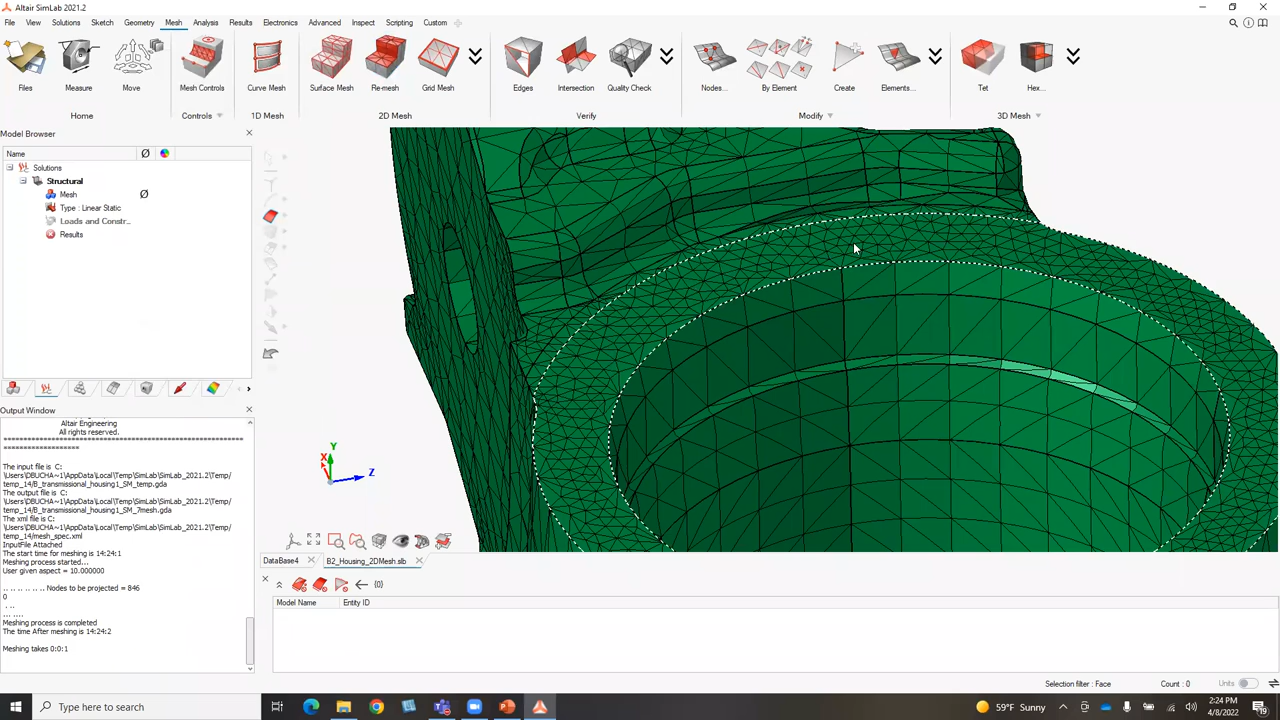 Altair SimLab 2021.2
File View Solutions Sketch Geometry Mesh Analysis Results Electronics Advanced Inspect Scripting Custom
Files Measure Move Mesh Controls Curve Mesh Surface Mesh Re-mesh Grid Mesh Edges Intersection Quality Check Nodes... By Element Create Elements... Tet Hex...
Home Controls 1D Mesh 2D Mesh Verify Modify 3D Mesh
Model Browser
Name
Solutions
Structural
Mesh
Type : Linear Static
Loads and Constr...
Results
Output Window
Altair Engineering
All rights reserved.
================================================================
===================
The input file is C:
\Users\DBUCHA~1\AppData\Local\Temp\SimLab\SimLab_2021.2\Temp/
temp_14/B_transmissional_housing1_SM_temp.gda
The output file is C:
\Users\DBUCHA~1\AppData\Local\Temp\SimLab\SimLab_2021.2\Temp/
temp_14/B_transmissional_housing1_SM_7mesh.gda
The xml file is C:
\Users\DBUCHA~1\AppData\Local\Temp\SimLab\SimLab_2021.2\Temp/
temp_14/mesh_spec.xml
InputFile Attached
The start time for meshing is 14:24:1
Meshing process started...
User given aspect = 10.000000
.. .. .. .. .. .. Nodes to be projected = 846
0
. ..
... ....
Meshing process is completed
The time After meshing is 14:24:2
Meshing takes 0:0:1
Y
X
Z
DataBase4 B2_Housing_2DMesh.slb
{0}
Model Name Entity ID
Selection filter : Face Count : 0 Units
Type here to search
75°F Sunny
2:24 PM
4/8/2022